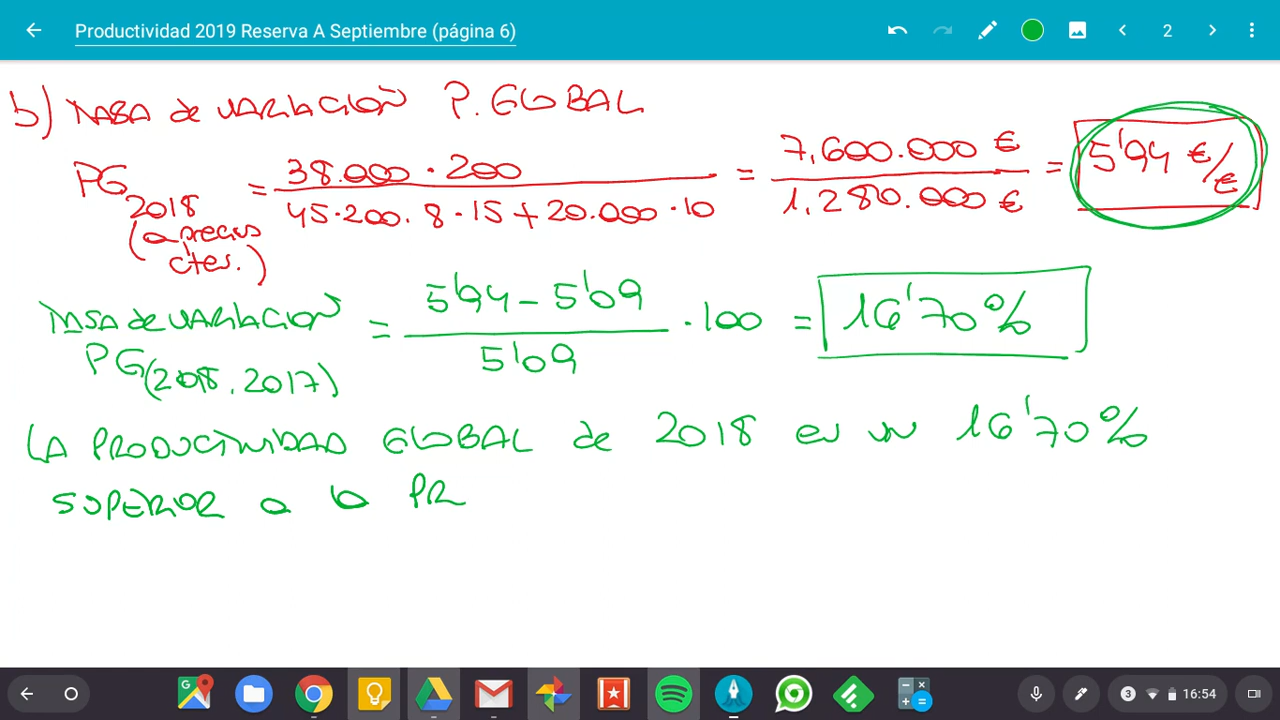 Productividad 2019 Reserva A Septiembre (página 6)
2
b) TASA de VARIACIÓN P. GLOBAL
PG 2018 (a precios ctes.) = 38.000 · 200 / 45·200·8·15 + 20.000·10 = 7.600.000 € / 1.280.000 € = 5'94 €/€
TASA de VARIACIÓN PG (2018, 2017) = 5'94 - 5'09 / 5'09 · 100 = 16'70%
LA PRODUCTIVIDAD GLOBAL de 2018 es un 16'70%
SUPERIOR a la PR
3 16:54